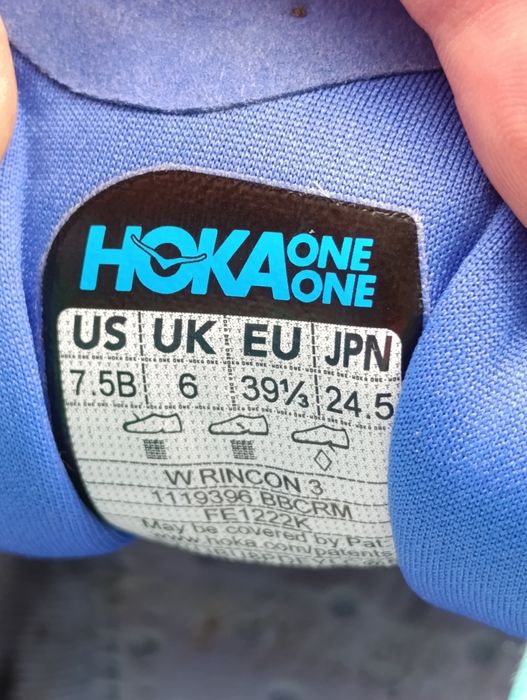 HOKA ONE ONE
US UK EU JPN
7.5B 6 39⅓ 24.5
W RINCON 3
1119396 BBCRM
FE1222K
May be covered by Pat
www.hoka.com/patents